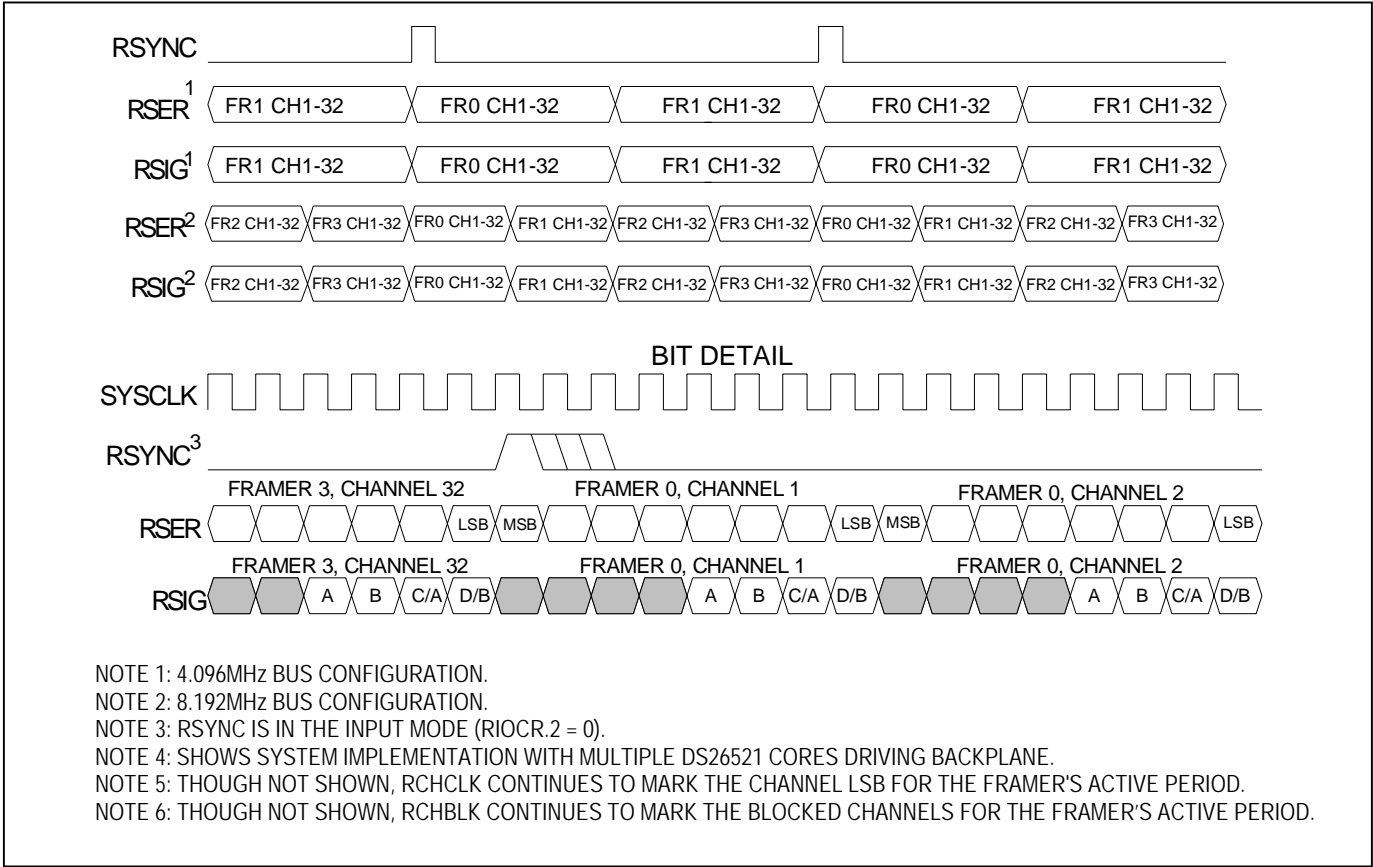 RSYNC
RSER1 FR1 CH1-32 FR0 CH1-32 FR1 CH1-32 FR0 CH1-32 FR1 CH1-32
RSIG1 FR1 CH1-32 FR0 CH1-32 FR1 CH1-32 FR0 CH1-32 FR1 CH1-32
RSER2 FR2 CH1-32 FR3 CH1-32 FR0 CH1-32 FR1 CH1-32 FR2 CH1-32 FR3 CH1-32 FR0 CH1-32 FR1 CH1-32 FR2 CH1-32 FR3 CH1-32
RSIG2 FR2 CH1-32 FR3 CH1-32 FR0 CH1-32 FR1 CH1-32 FR2 CH1-32 FR3 CH1-32 FR0 CH1-32 FR1 CH1-32 FR2 CH1-32 FR3 CH1-32
BIT DETAIL
SYSCLK
RSYNC3
FRAMER 3, CHANNEL 32 FRAMER 0, CHANNEL 1 FRAMER 0, CHANNEL 2
RSER LSB MSB LSB MSB LSB
FRAMER 3, CHANNEL 32 FRAMER 0, CHANNEL 1 FRAMER 0, CHANNEL 2
RSIG A B C/A D/B A B C/A D/B A B C/A D/B
NOTE 1: 4.096MHz BUS CONFIGURATION.
NOTE 2: 8.192MHz BUS CONFIGURATION.
NOTE 3: RSYNC IS IN THE INPUT MODE (RIOCR.2 = 0).
NOTE 4: SHOWS SYSTEM IMPLEMENTATION WITH MULTIPLE DS26521 CORES DRIVING BACKPLANE.
NOTE 5: THOUGH NOT SHOWN, RCHCLK CONTINUES TO MARK THE CHANNEL LSB FOR THE FRAMER'S ACTIVE PERIOD.
NOTE 6: THOUGH NOT SHOWN, RCHBLK CONTINUES TO MARK THE BLOCKED CHANNELS FOR THE FRAMER’S ACTIVE PERIOD.